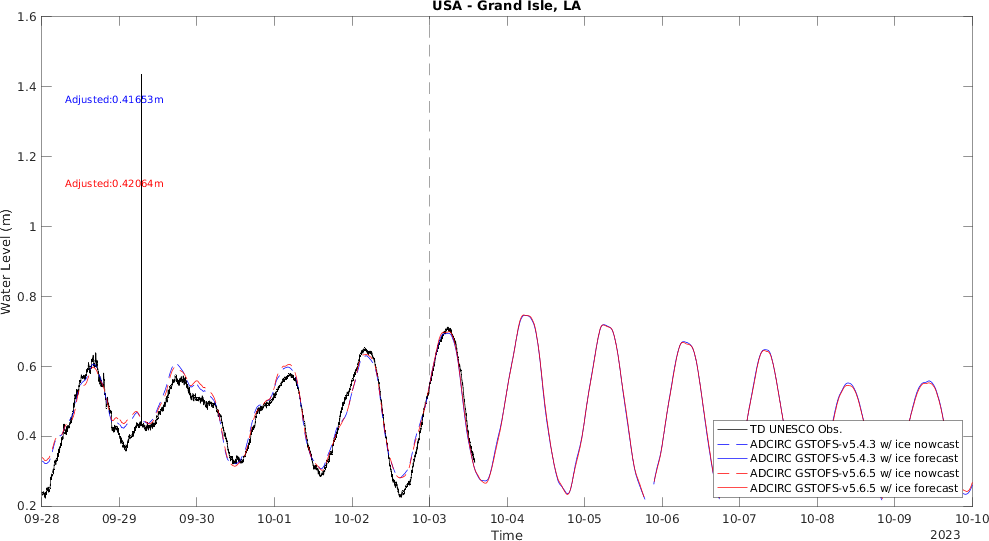 USA - Grand Isle, LA
1.6
1.4
1.2
1
0.8
0.6
0.4
0.2
Water Level (m)
Adjusted:0.41653m
Adjusted:0.42064m
TD UNESCO Obs.
ADCIRC GSTOFS-v5.4.3 w/ ice nowcast
ADCIRC GSTOFS-v5.4.3 w/ ice forecast
ADCIRC GSTOFS-v5.6.5 w/ ice nowcast
ADCIRC GSTOFS-v5.6.5 w/ ice forecast
09-28 09-29 09-30 10-01 10-02 10-03 10-04 10-05 10-06 10-07 10-08 10-09 10-10
Time
2023